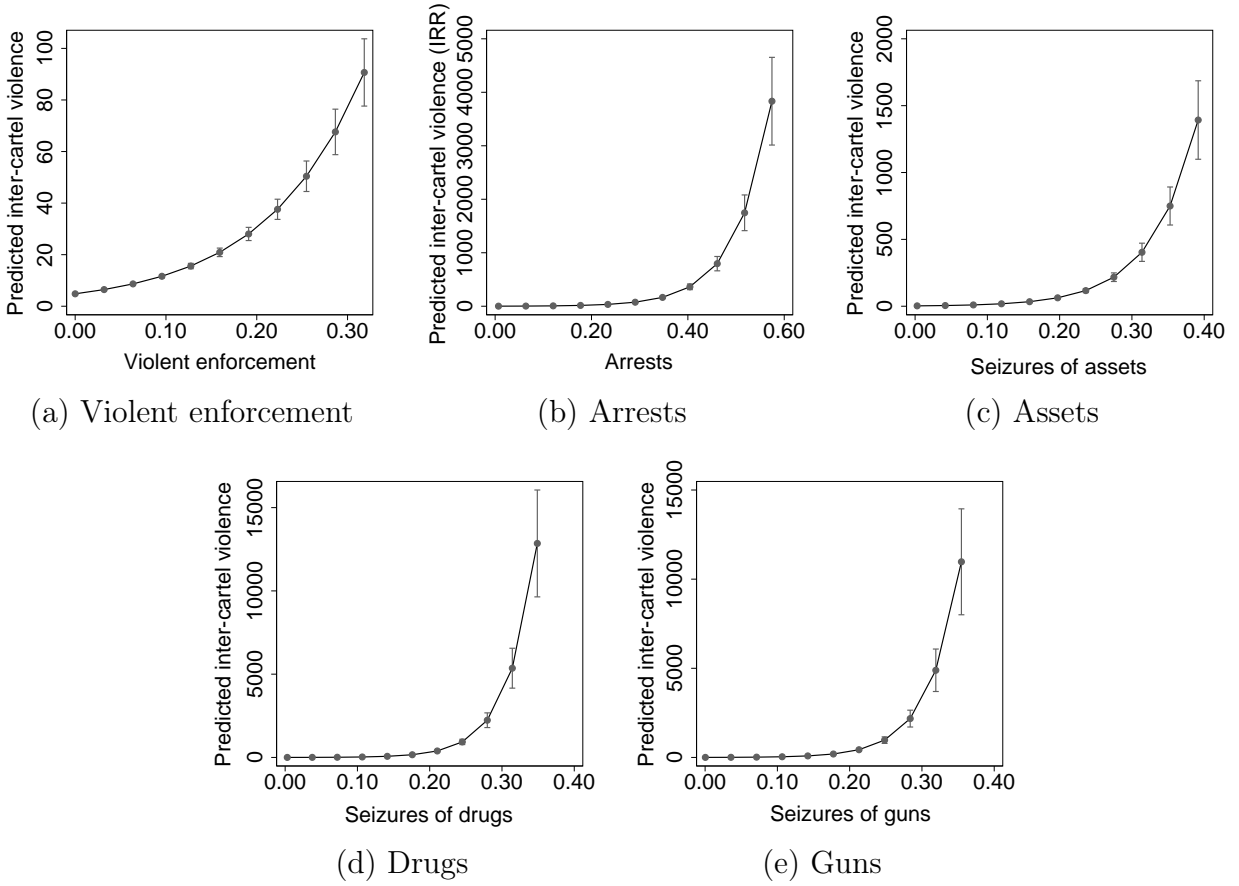 Predicted inter-cartel violence
0 20 40 60 80 100
0.00 0.10 0.20 0.30
Violent enforcement
(a) Violent enforcement
Predicted inter-cartel violence (IRR)
0 1000 2000 3000 4000 5000
0.00 0.20 0.40 0.60
Arrests
(b) Arrests
Predicted inter-cartel violence
0 500 1000 1500 2000
0.00 0.10 0.20 0.30 0.40
Seizures of assets
(c) Assets
Predicted inter-cartel violence
0 5000 10000 15000
0.00 0.10 0.20 0.30 0.40
Seizures of drugs
(d) Drugs
Predicted inter-cartel violence
0 5000 10000 15000
0.00 0.10 0.20 0.30 0.40
Seizures of guns
(e) Guns